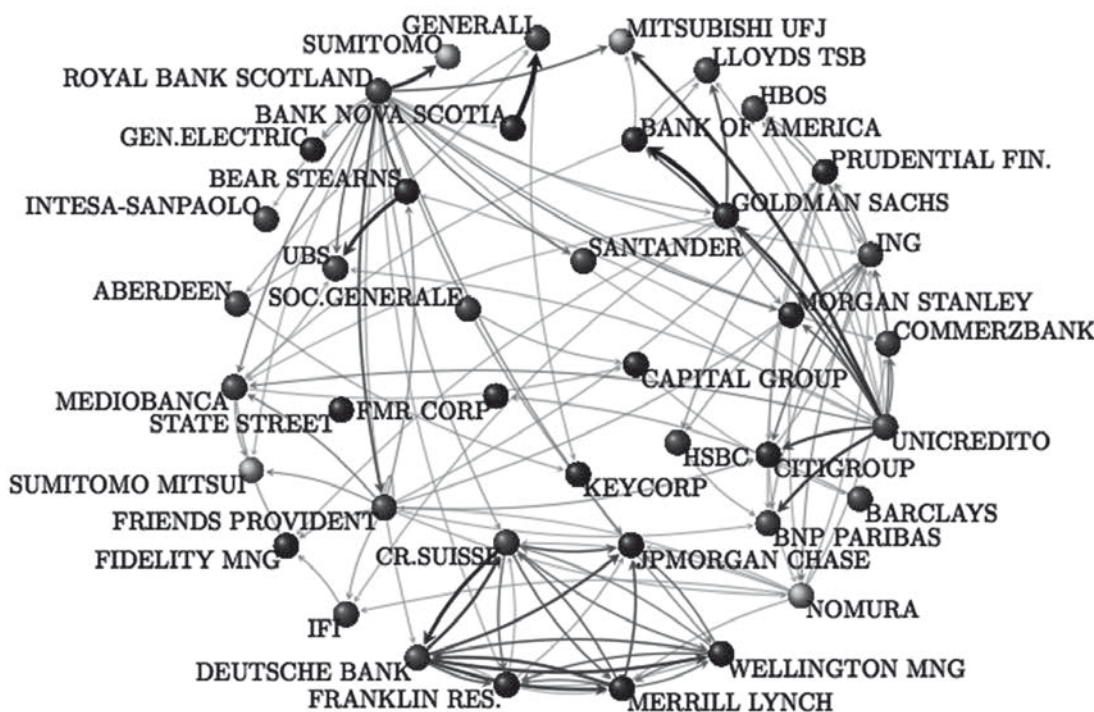 GENERALI
MITSUBISHI UFJ
SUMITOMO
LLOYDS TSB
ROYAL BANK SCOTLAND
HBOS
BANK NOVA SCOTIA
BANK OF AMERICA
GEN.ELECTRIC
PRUDENTIAL FIN.
BEAR STEARNS
GOLDMAN SACHS
INTESA-SANPAOLO
SANTANDER
ING
UBS
ABERDEEN
SOC.GENERALE
MORGAN STANLEY
COMMERZBANK
CAPITAL GROUP
MEDIOBANCA
STATE STREET
FMR CORP
UNICREDITO
HSBC
CITIGROUP
SUMITOMO MITSUI
KEYCORP
BARCLAYS
FRIENDS PROVIDENT
BNP PARIBAS
FIDELITY MNG
CR.SUISSE
JPMORGAN CHASE
NOMURA
IFI
DEUTSCHE BANK
WELLINGTON MNG
FRANKLIN RES.
MERRILL LYNCH